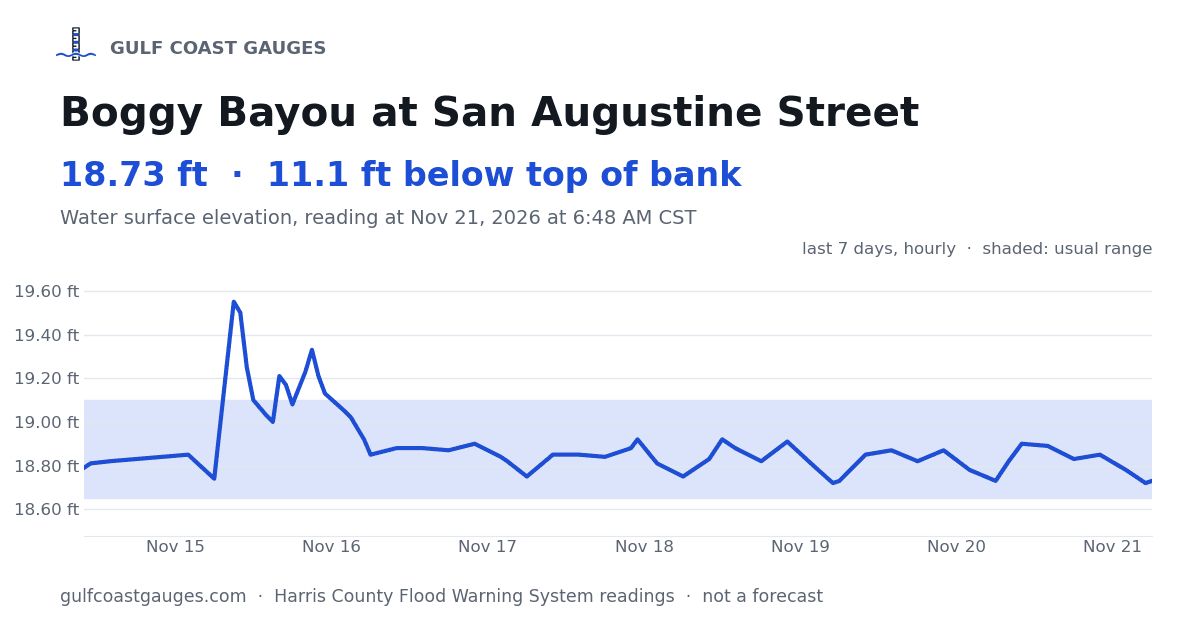 GULF COAST GAUGES
Boggy Bayou at San Augustine Street
18.73 ft · 11.1 ft below top of bank
Water surface elevation, reading at Nov 21, 2026 at 6:48 AM CST
last 7 days, hourly · shaded: usual range
19.60 ft
19.40 ft
19.20 ft
19.00 ft
18.80 ft
18.60 ft
Nov 15 Nov 16 Nov 17 Nov 18 Nov 19 Nov 20 Nov 21
gulfcoastgauges.com · Harris County Flood Warning System readings · not a forecast